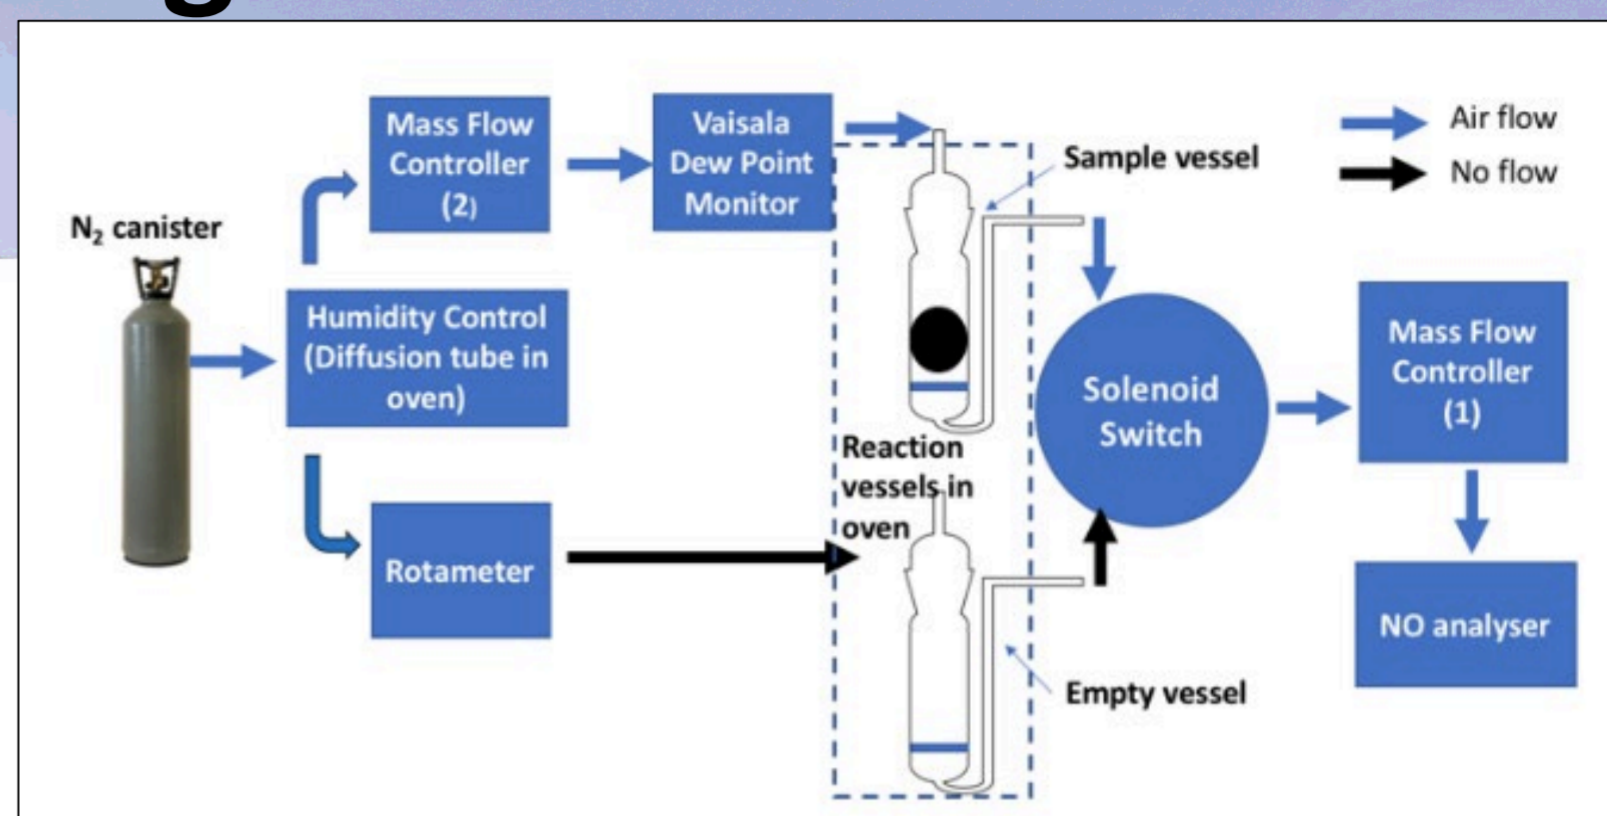 Mass Flow
Controller
(2)
Vaisala
Dew Point
Monitor
Air flow
No flow
Sample vessel
N₂ canister
Humidity Control
(Diffusion tube in
oven)
Solenoid
Switch
Mass Flow
Controller
(1)
Reaction
vessels in
oven
Rotameter
NO analyser
Empty vessel